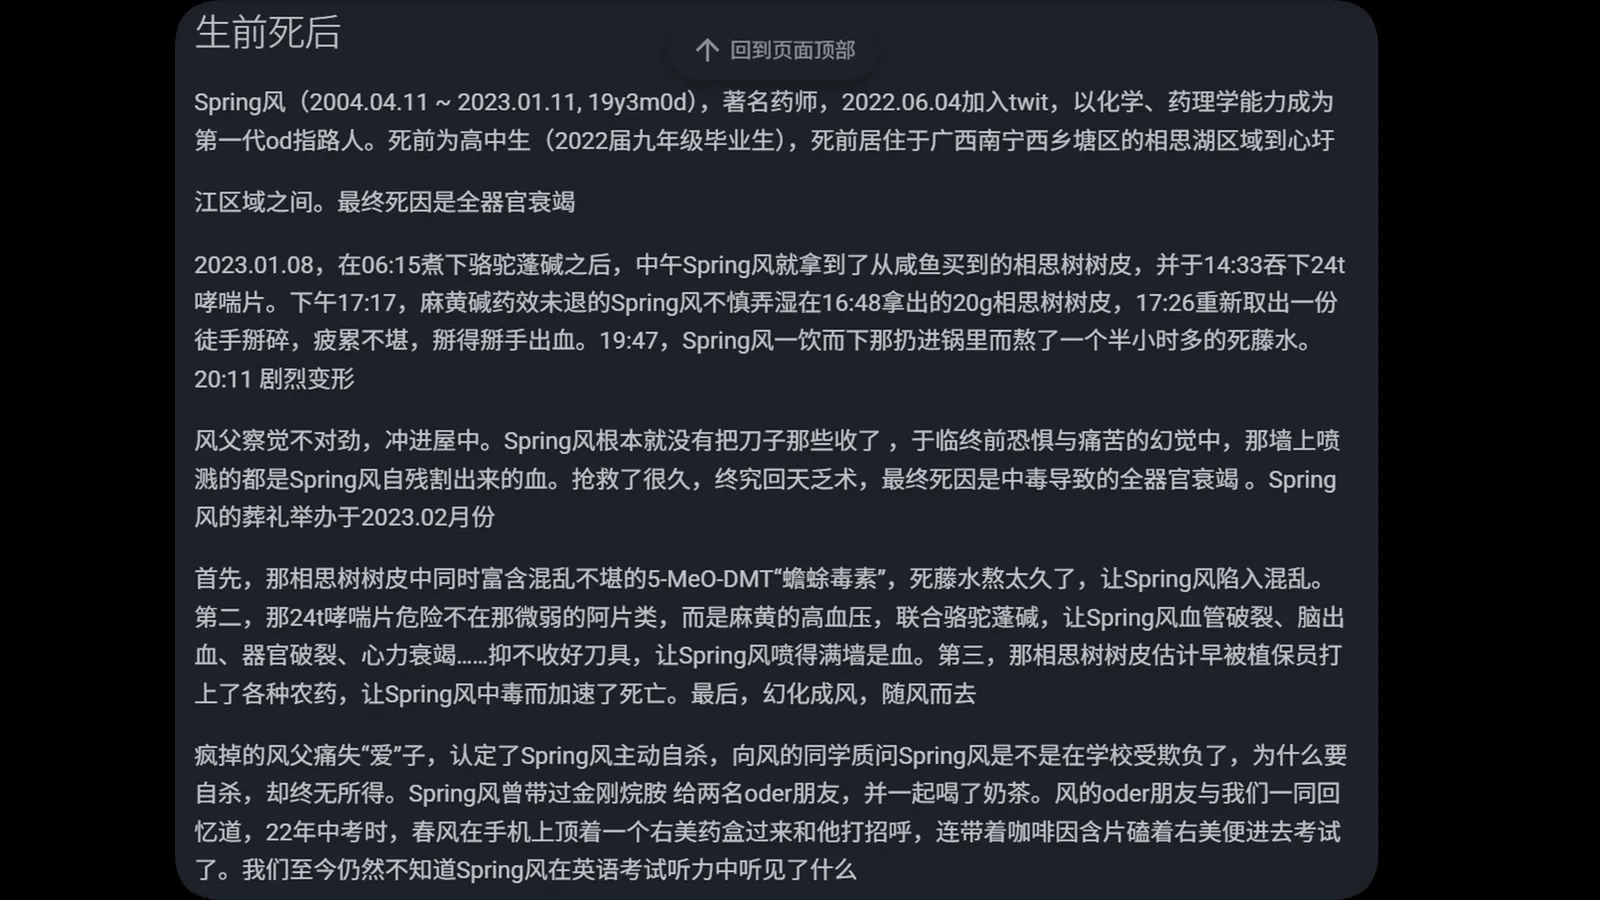 生前死后
回到页面顶部
Spring风（2004.04.11 ~ 2023.01.11, 19y3m0d），著名药师，2022.06.04加入twit，以化学、药理学能力成为
第一代od指路人。死前为高中生（2022届九年级毕业生），死前居住于广西南宁西乡塘区的相思湖区域到心圩
江区域之间。最终死因是全器官衰竭
2023.01.08，在06:15煮下骆驼蓬碱之后，中午Spring风就拿到了从咸鱼买到的相思树树皮，并于14:33吞下24t
哮喘片。下午17:17，麻黄碱药效未退的Spring风不慎弄湿在16:48拿出的20g相思树树皮，17:26重新取出一份
徒手掰碎，疲累不堪，掰得掰手出血。19:47，Spring风一饮而下那扔进锅里而熬了一个半小时多的死藤水。
20:11 剧烈变形
风父察觉不对劲，冲进屋中。Spring风根本就没有把刀子那些收了 ，于临终前恐惧与痛苦的幻觉中，那墙上喷
溅的都是Spring风自残割出来的血。抢救了很久，终究回天乏术，最终死因是中毒导致的全器官衰竭 。Spring
风的葬礼举办于2023.02月份
首先，那相思树树皮中同时富含混乱不堪的5-MeO-DMT“蟾蜍毒素”，死藤水熬太久了，让Spring风陷入混乱。
第二，那24t哮喘片危险不在那微弱的阿片类，而是麻黄的高血压，联合骆驼蓬碱，让Spring风血管破裂、脑出
血、器官破裂、心力衰竭……抑不收好刀具，让Spring风喷得满墙是血。第三，那相思树树皮估计早被植保员打
上了各种农药，让Spring风中毒而加速了死亡。最后，幻化成风，随风而去
疯掉的风父痛失“爱”子，认定了Spring风主动自杀，向风的同学质问Spring风是不是在学校受欺负了，为什么要
自杀，却终无所得。Spring风曾带过金刚烷胺 给两名oder朋友，并一起喝了奶茶。风的oder朋友与我们一同回
忆道，22年中考时，春风在手机上顶着一个右美药盒过来和他打招呼，连带着咖啡因含片磕着右美便进去考试
了。我们至今仍然不知道Spring风在英语考试听力中听见了什么